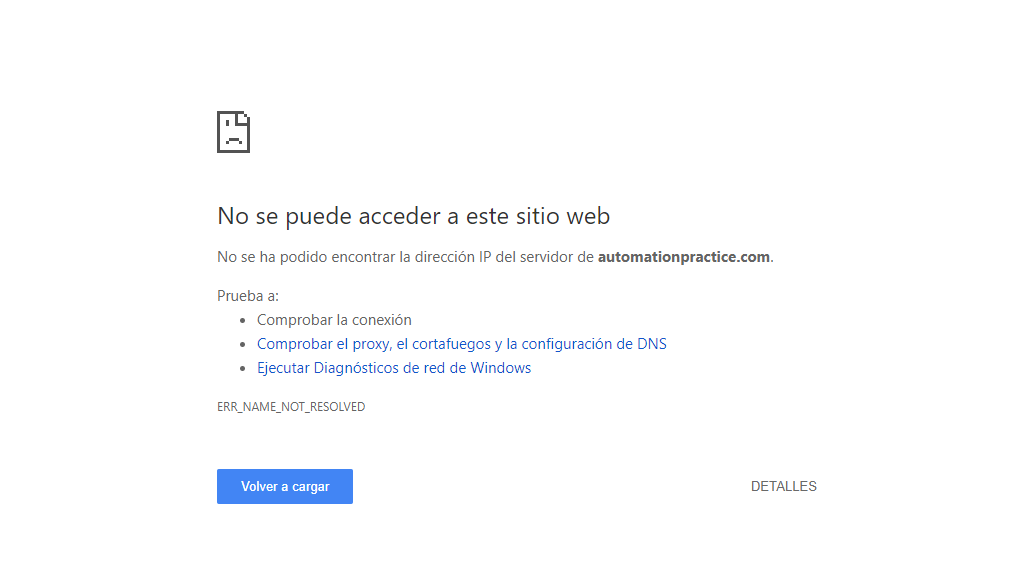 No se puede acceder a este sitio web
No se ha podido encontrar la dirección IP del servidor de automationpractice.com.
Prueba a:
Comprobar la conexión
Comprobar el proxy, el cortafuegos y la configuración de DNS
Ejecutar Diagnósticos de red de Windows
ERR_NAME_NOT_RESOLVED
Volver a cargar
DETALLES